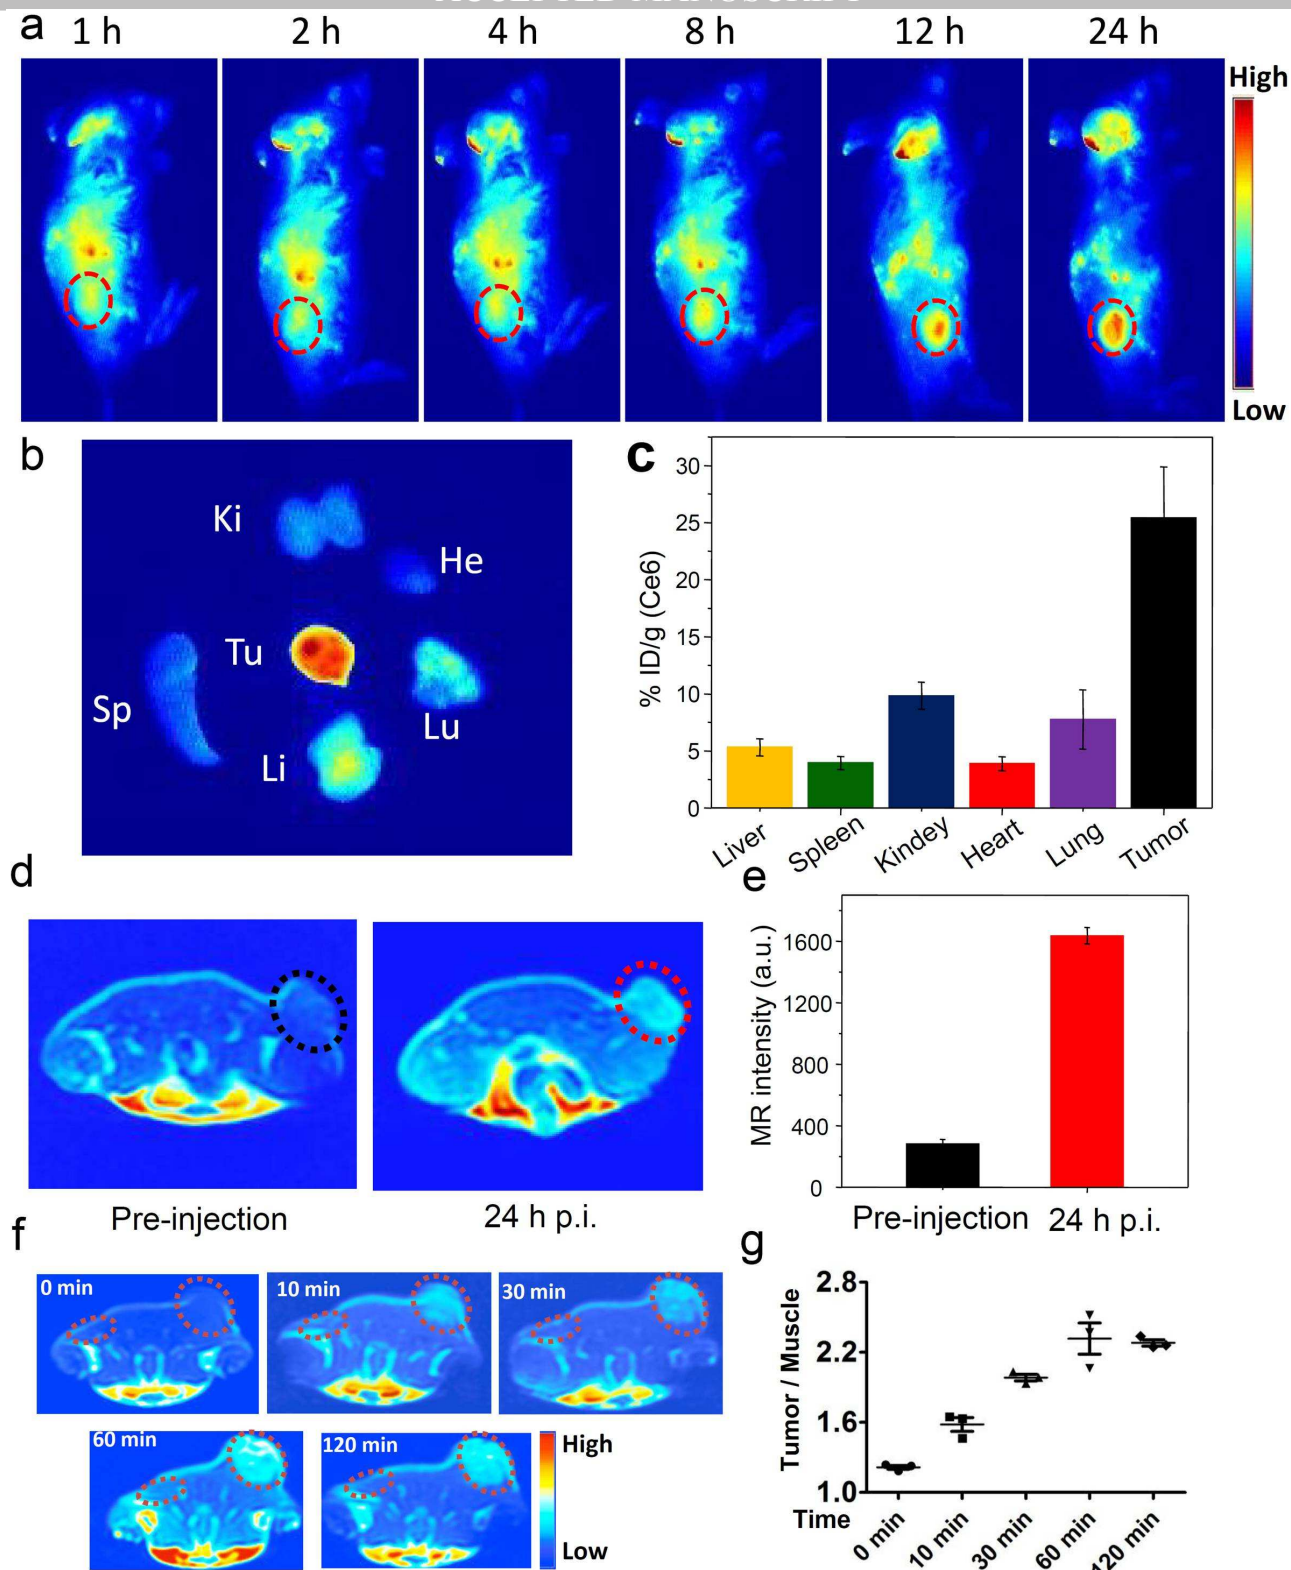 a
1 h 2 h 4 h 8 h 12 h 24 h
High
Low
b
Ki
He
Tu
Sp
Lu
Li
c
% ID/g (Ce6)
30
25
20
15
10
5
0
Liver Spleen Kindey Heart Lung Tumor
d
Pre-injection 24 h p.i.
e
MR intensity (a.u.)
1600
1200
800
400
0
Pre-injection 24 h p.i.
f
0 min 10 min 30 min
60 min 120 min
High
Low
g
Tumor / Muscle
2.8
2.2
1.6
1.0
Time
0 min 10 min 30 min 60 min 120 min